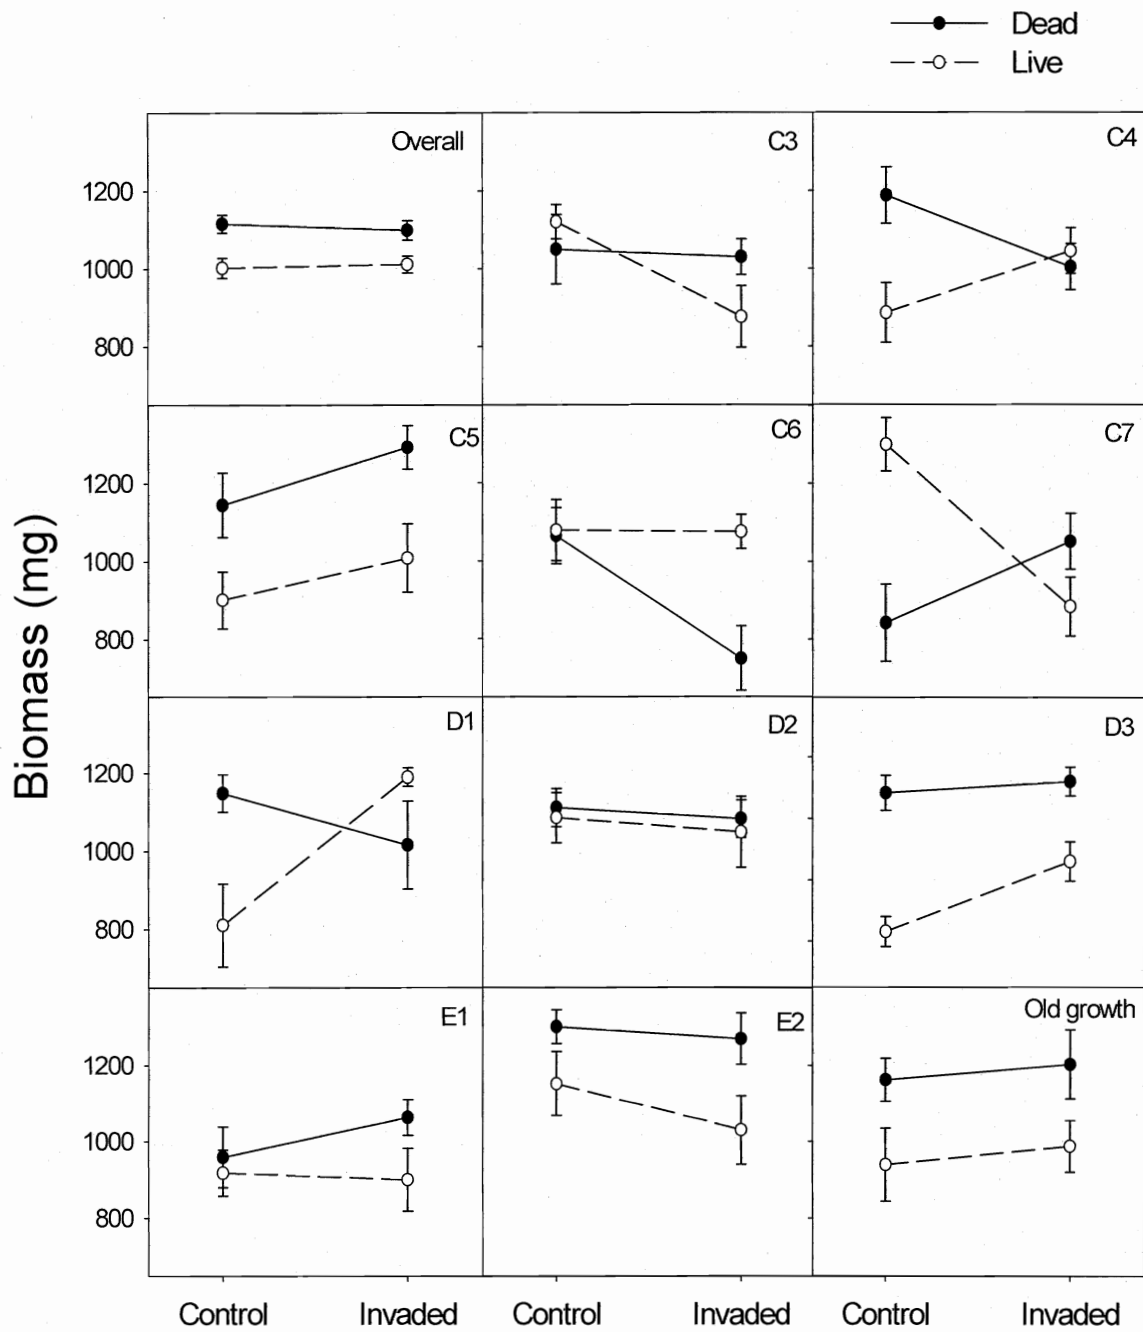 Dead
Live
Overall
C3
C4
1200
1000
800
C5
C6
C7
1200
1000
800
D1
D2
D3
1200
1000
800
E1
E2
Old growth
1200
1000
800
Biomass (mg)
Control Invaded Control Invaded Control Invaded